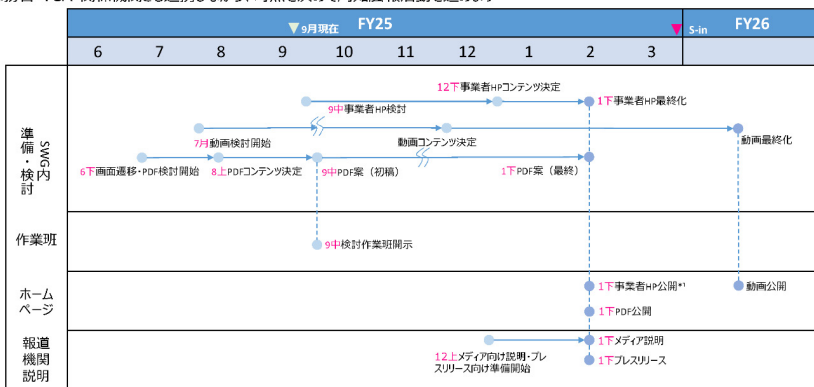 FY25
FY26
9月現在
S-in
6 7 8 9 10 11 12 1 2 3
SWG内
準備・検討
12下事業者HPコンテンツ決定
9中事業者HP検討
1下事業者HP最終化
7月動画検討開始
動画コンテンツ決定
動画最終化
6下画面遷移・PDF検討開始
8上PDFコンテンツ決定
9中PDF案（初稿）
1下PDF案（最終）
作業班
9中検討作業班開示
ホーム
ページ
1下事業者HP公開*1
動画公開
1下PDF公開
報道
機関
説明
12上メディア向け説明・プレ
スリリース向け準備開始
1下メディア説明
1下プレスリリース